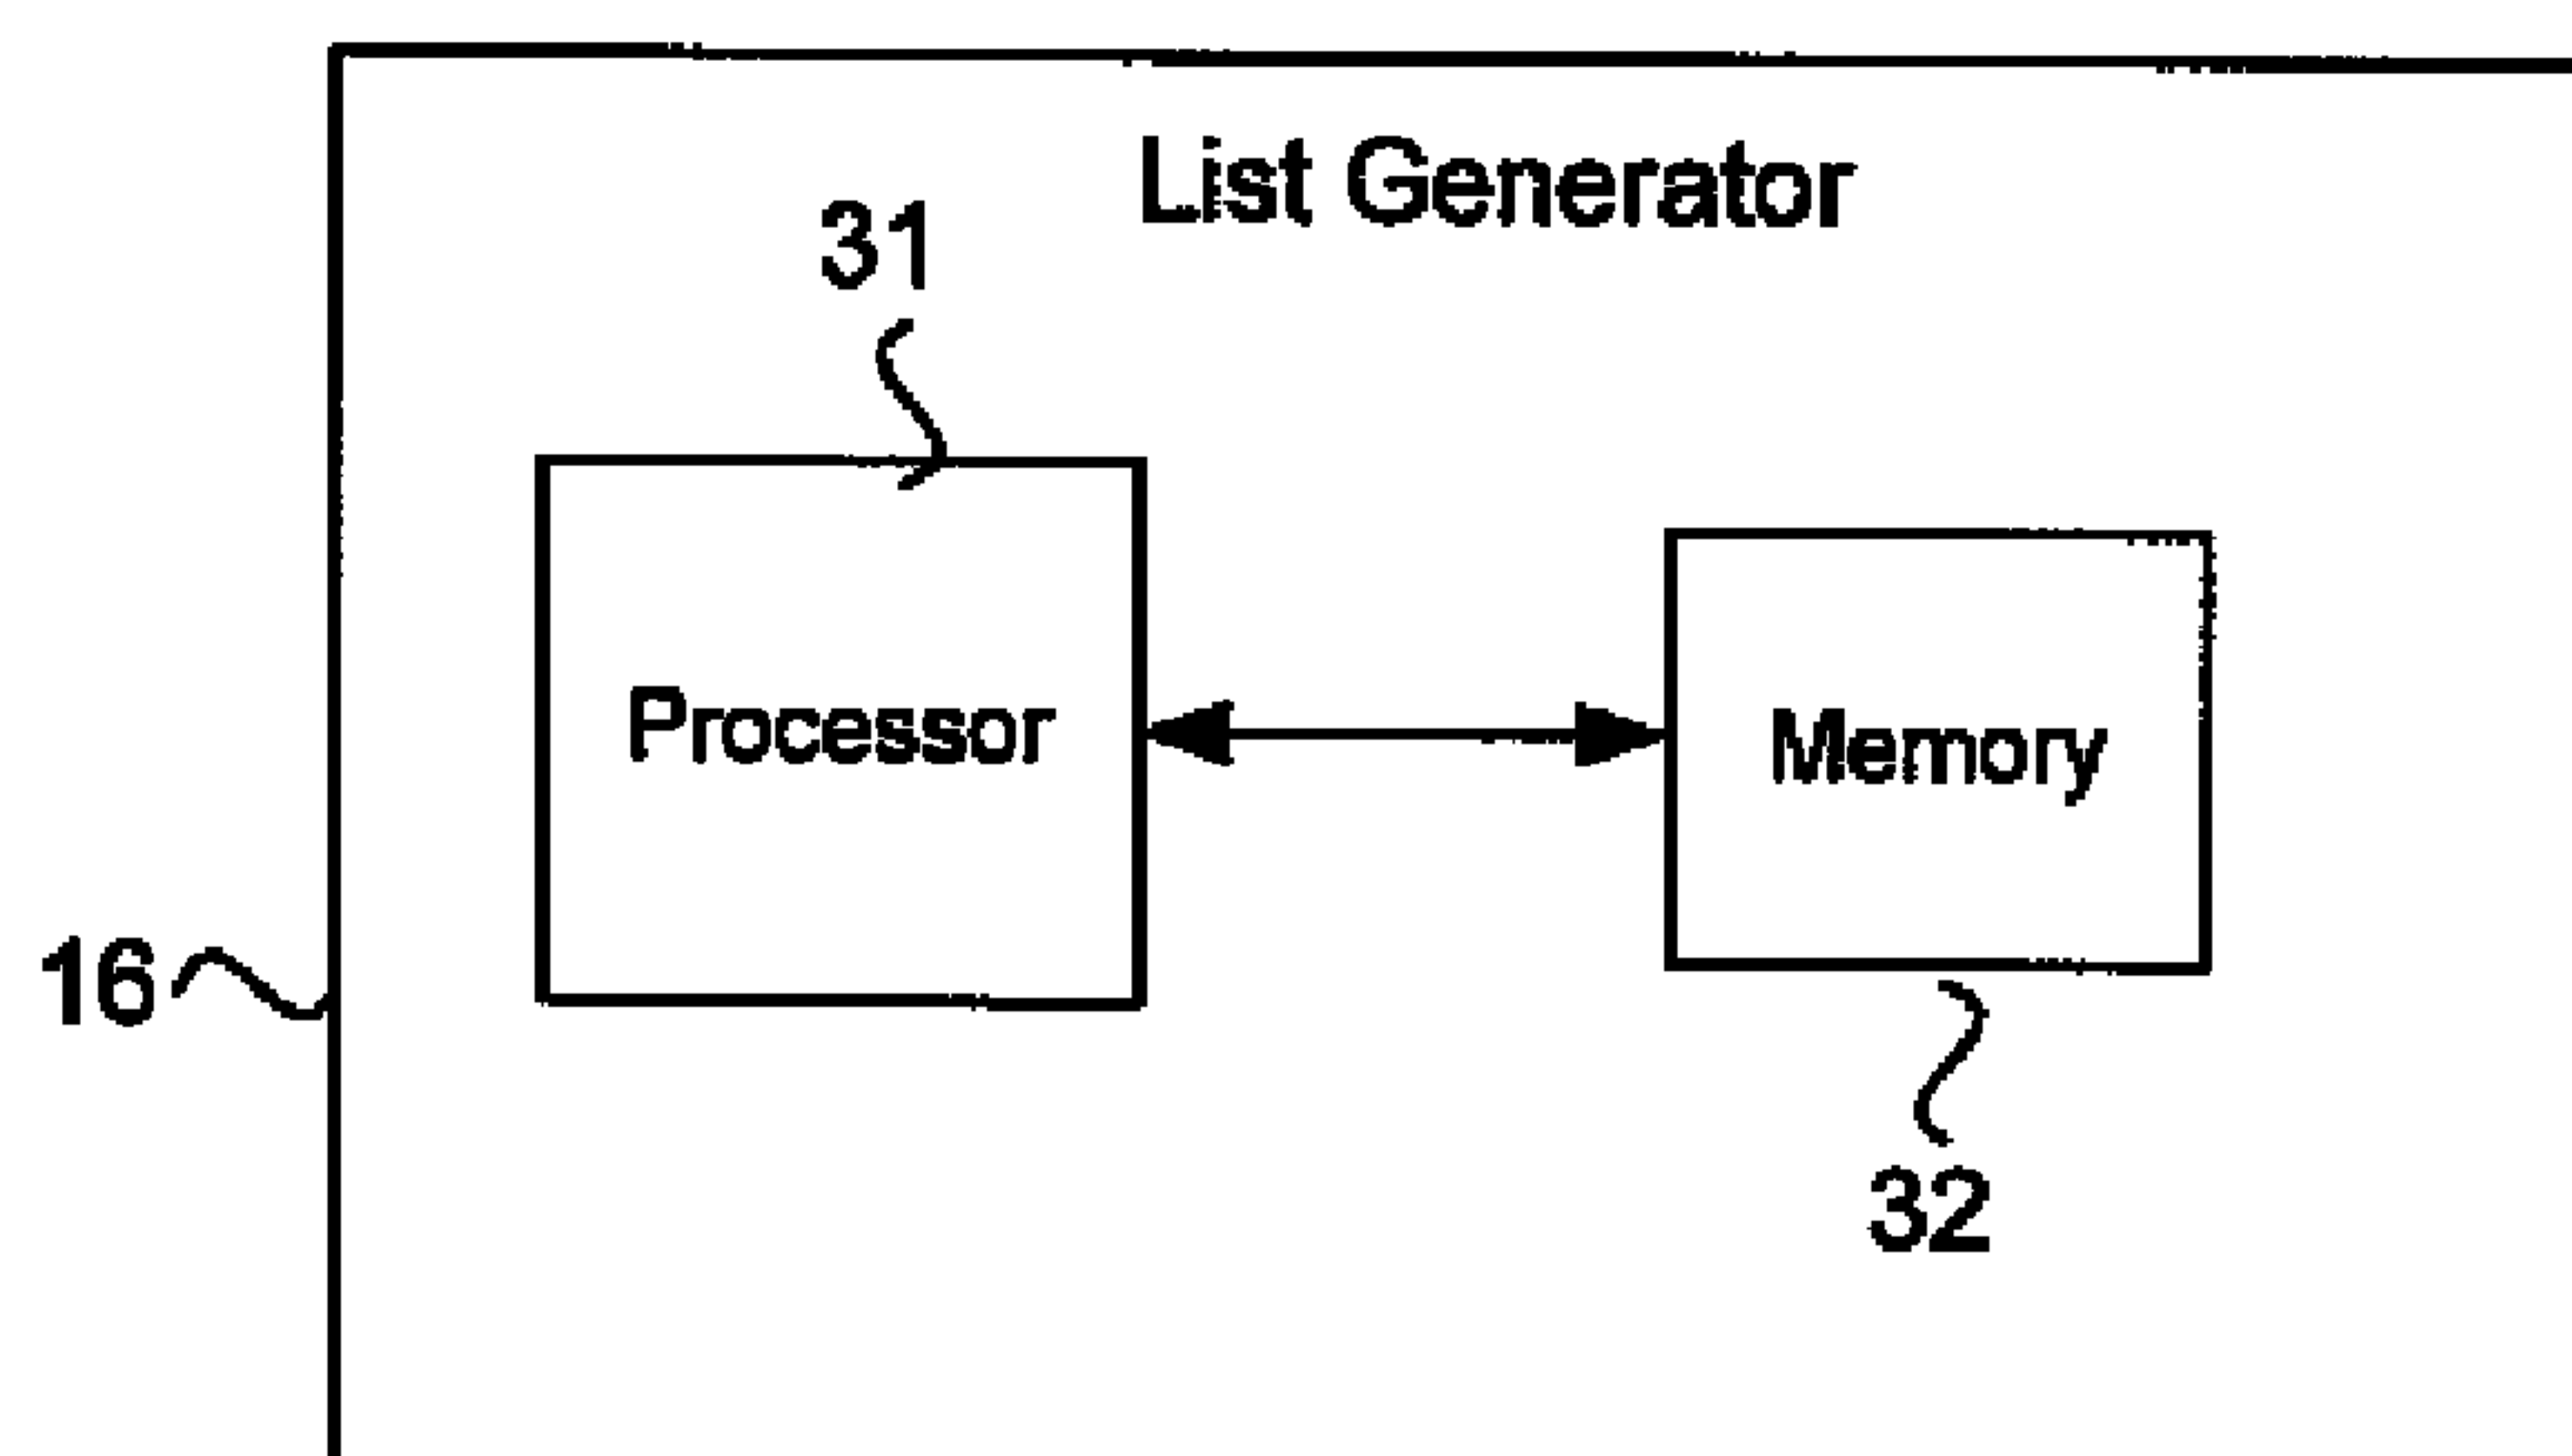 List Generator
31
Processor
Memory
16
32